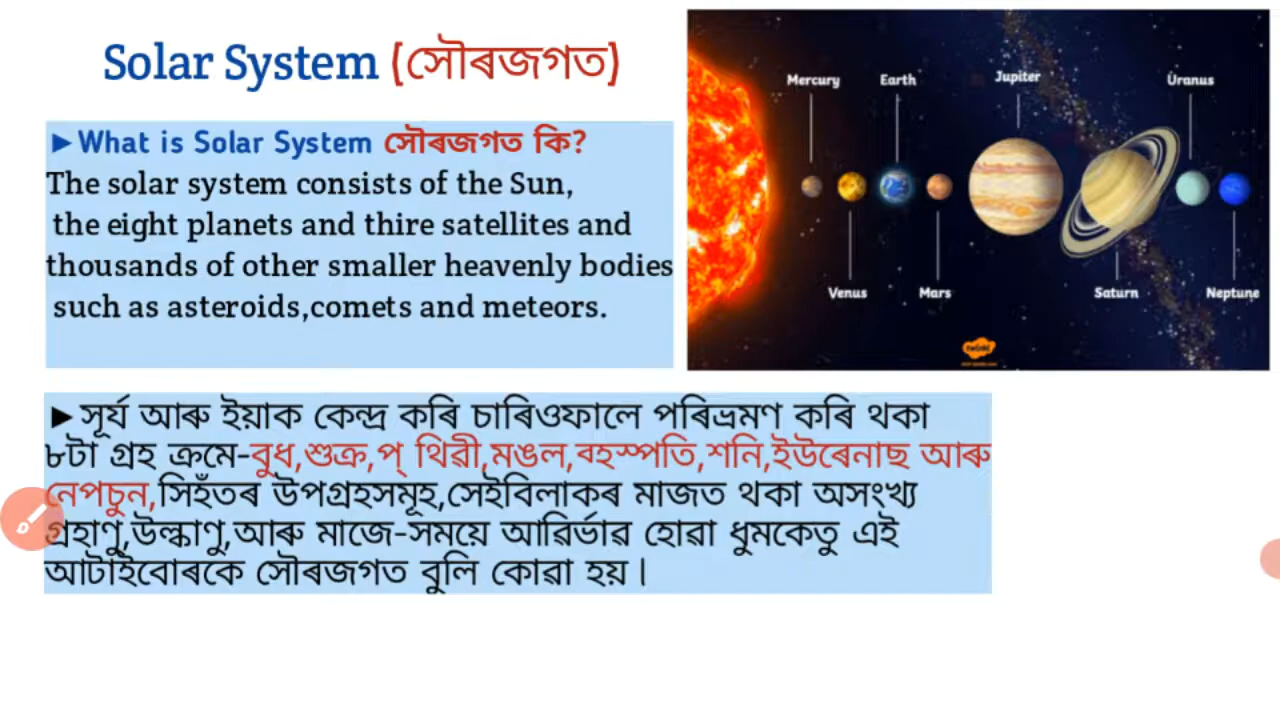 Solar System (সৌৰজগত)
►What is Solar System সৌৰজগত কি?
The solar system consists of the Sun,
the eight planets and thire satellites and
thousands of other smaller heavenly bodies
such as asteroids,comets and meteors.
Mercury Earth Jupiter Uranus
Venus Mars Saturn Neptune
twinkl
►সূৰ্য আৰু ইয়াক কেন্দ্ৰ কৰি চাৰিওফালে পৰিভ্ৰমণ কৰি থকা
৮টা গ্ৰহ ক্ৰমে-বুধ,শুক্ৰ,প্ থিৱী,মঙল,বহস্পতি,শনি,ইউৰেনাছ আৰু
নেপচুন,সিহঁতৰ উপগ্ৰহসমূহ,সেইবিলাকৰ মাজত থকা অসংখ্য
গ্ৰহাণু,উল্কাণু,আৰু মাজে-সময়ে আৱিৰ্ভাৱ হোৱা ধুমকেতু এই
আটাইবোৰকে সৌৰজগত বুলি কোৱা হয়।